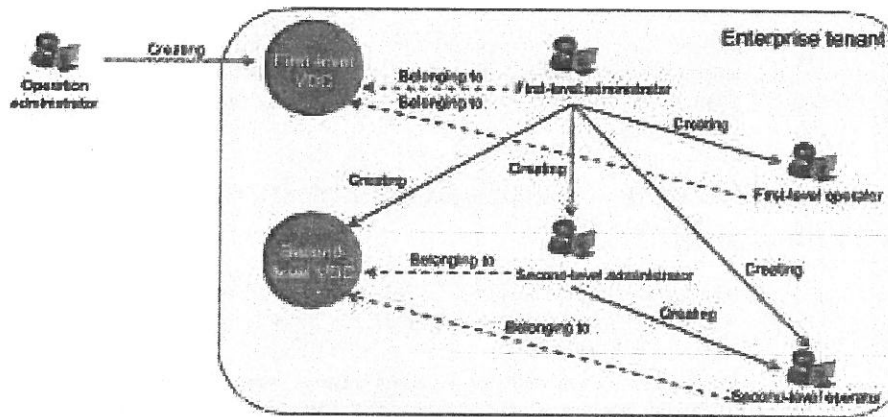 Enterprise tenant
Creating
First-level
VDC
Operation
administrator
Belonging to
First-level administrator
Belonging to
Creating
Creating
Creating
First-level operator
Second-
level VDC
Belonging to
Second-level administrator
Creating
Creating
Belonging to
Second-level operator